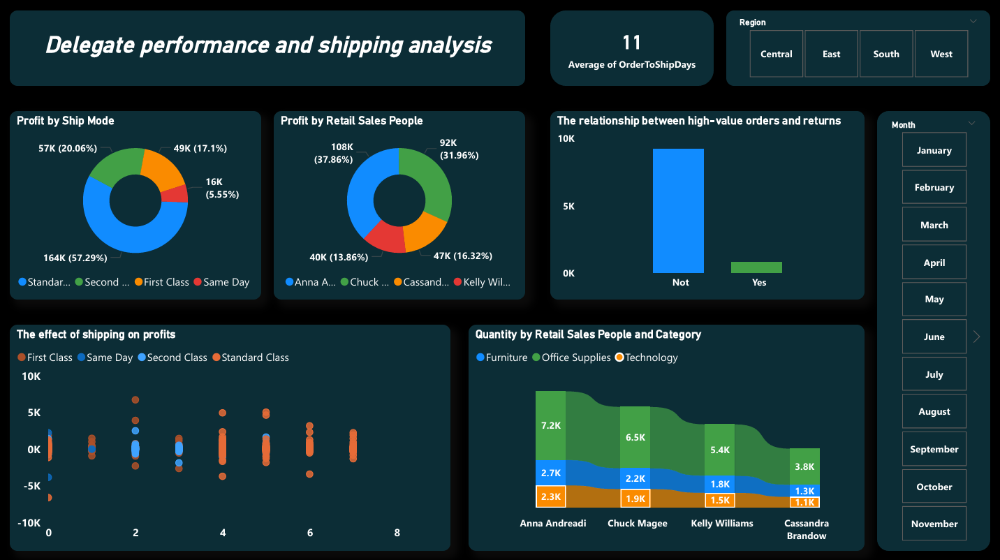 Delegate performance and shipping analysis
11
Average of OrderToShipDays
Region
Central
East
South
West
Profit by Ship Mode
57K (20.06%)
49K (17.1%)
16K
(5.55%)
164K (57.29%)
Standar...
Second ...
First Class
Same Day
Profit by Retail Sales People
108K
(37.86%)
92K
(31.96%)
40K (13.86%)
47K (16.32%)
Anna A...
Chuck ...
Cassand...
Kelly Wil...
The relationship between high-value orders and returns
10K
5K
0K
Not
Yes
Month
January
February
March
April
May
June
July
August
September
October
November
The effect of shipping on profits
First Class
Same Day
Second Class
Standard Class
10K
5K
0K
-5K
-10K
0
2
4
6
8
Quantity by Retail Sales People and Category
Furniture
Office Supplies
Technology
7.2K
6.5K
5.4K
3.8K
2.7K
2.2K
1.8K
1.3K
2.3K
1.9K
1.5K
1.1K
Anna Andreadi
Chuck Magee
Kelly Williams
Cassandra
Brandow